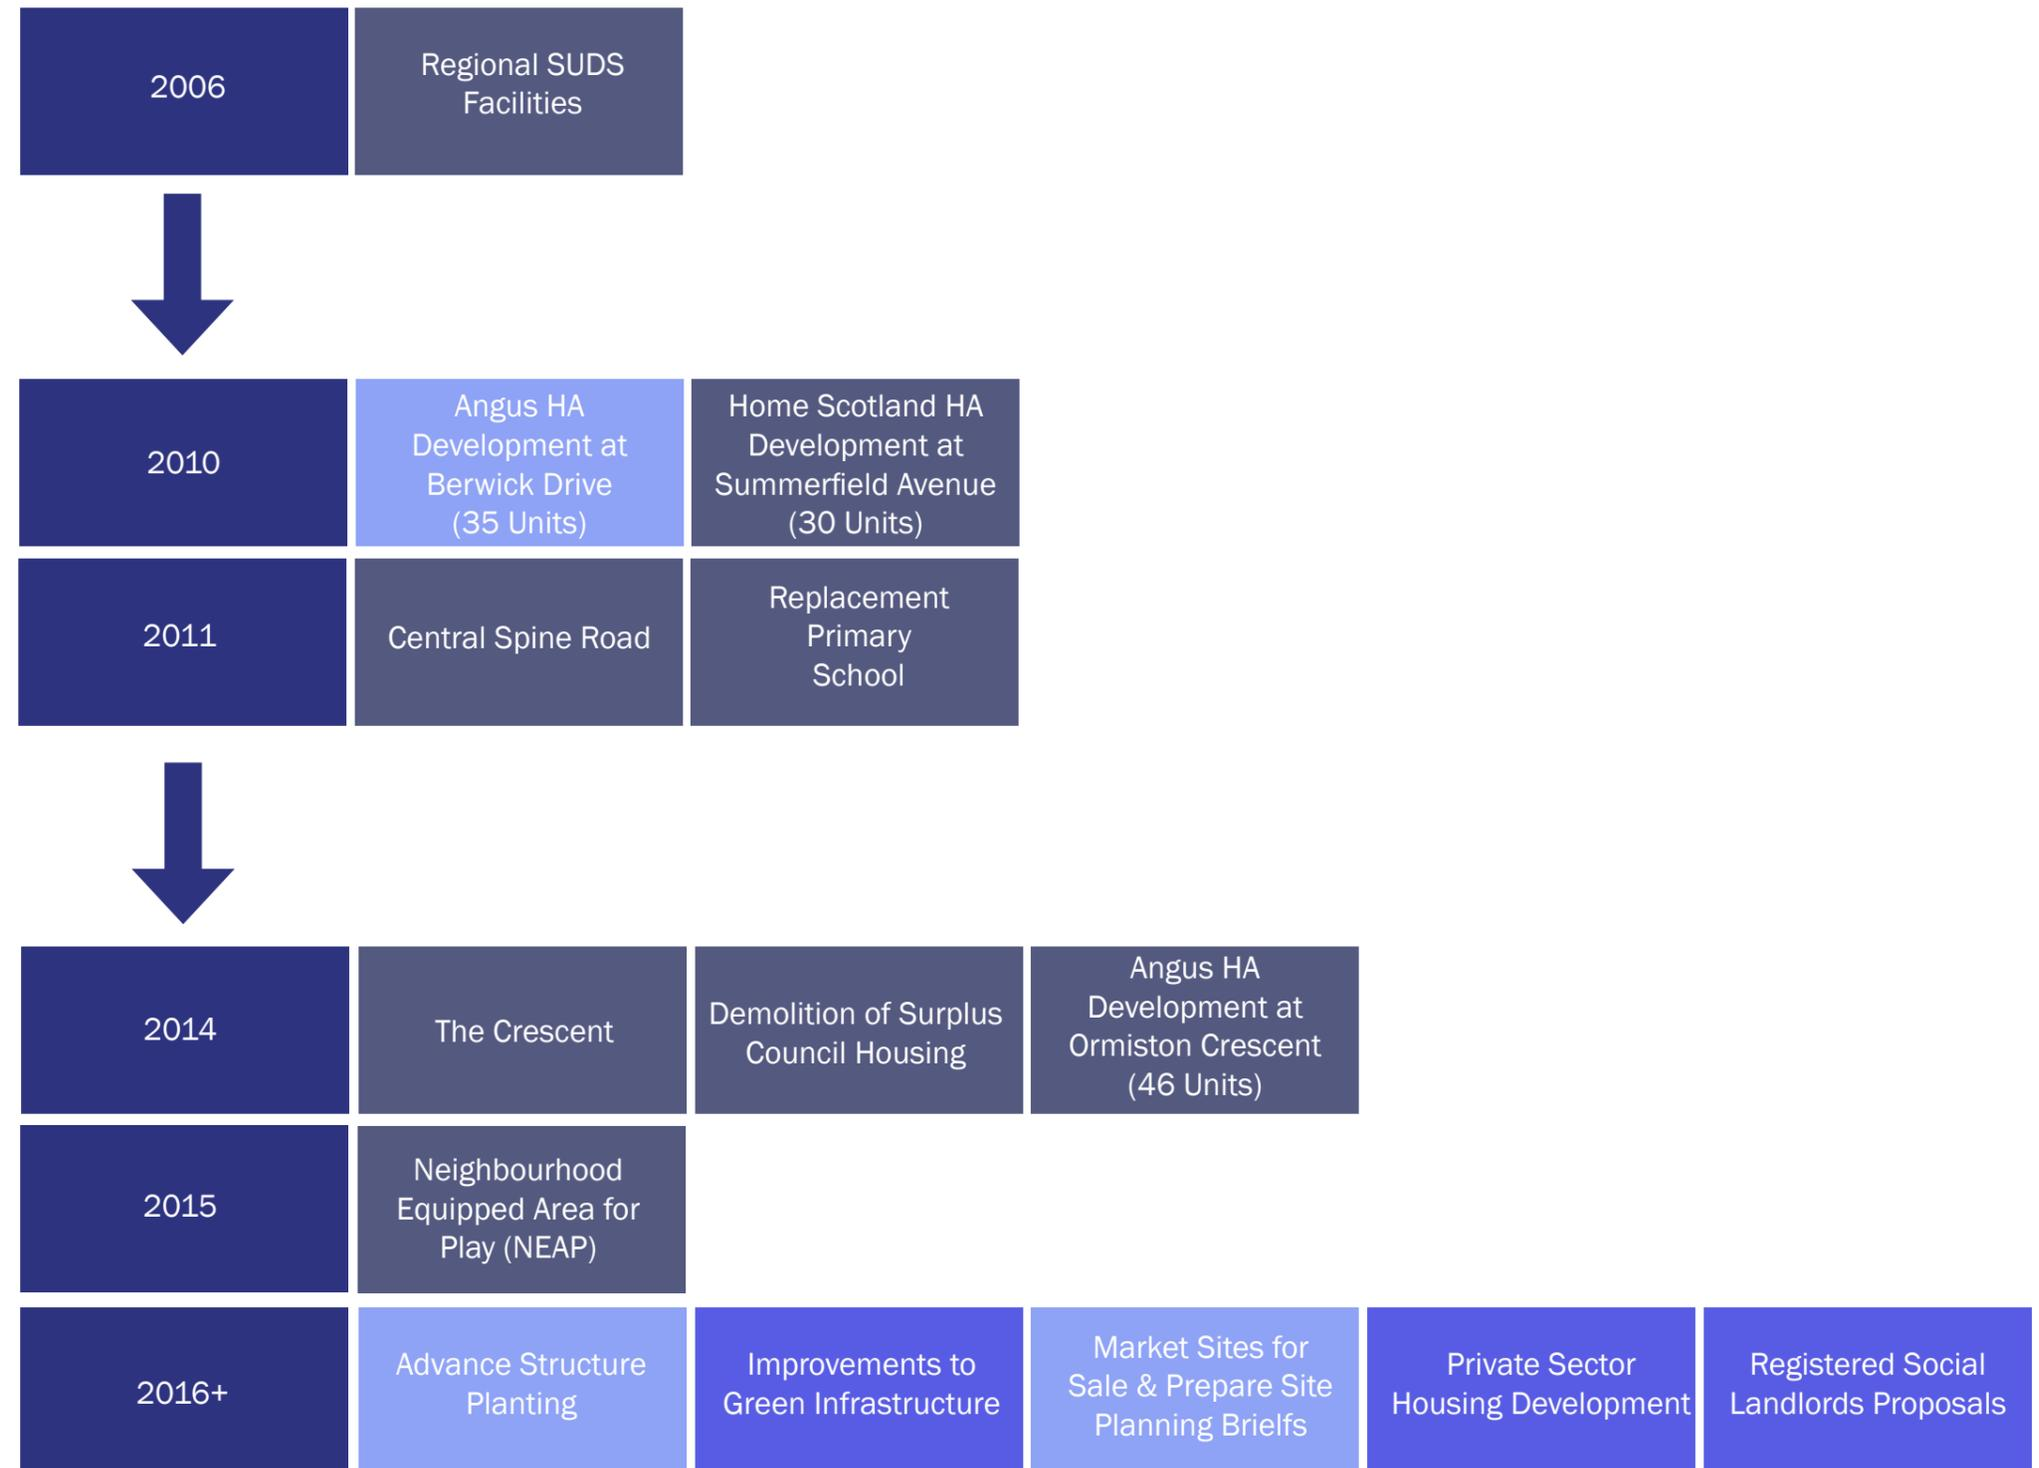 2006
Regional SUDS
Facilities
2010
Angus HA
Development at
Berwick Drive
(35 Units)
Home Scotland HA
Development at
Summerfield Avenue
(30 Units)
2011
Central Spine Road
Replacement
Primary
School
2014
The Crescent
Demolition of Surplus
Council Housing
Angus HA
Development at
Ormiston Crescent
(46 Units)
2015
Neighbourhood
Equipped Area for
Play (NEAP)
2016+
Advance Structure
Planting
Improvements to
Green Infrastructure
Market Sites for
Sale & Prepare Site
Planning Brielfs
Private Sector
Housing Development
Registered Social
Landlords Proposals